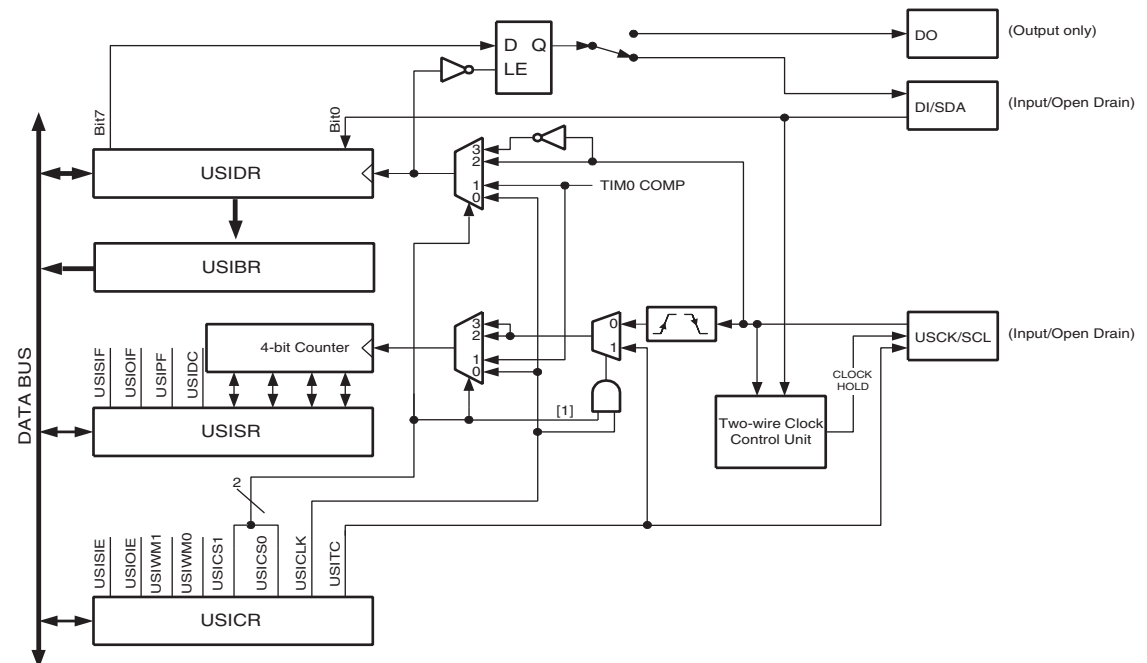 D Q
LE
DO
(Output only)
DI/SDA
(Input/Open Drain)
Bit7
Bit0
USIDR
3
2
1
0
TIM0 COMP
USIBR
4-bit Counter
3
2
1
0
0
1
USCK/SCL
(Input/Open Drain)
CLOCK
HOLD
[1]
Two-wire Clock
Control Unit
USISIF
USIOIF
USIPF
USIDC
USISR
DATA BUS
2
USISIE
USIOIE
USIWM1
USIWM0
USICS1
USICS0
USICLK
USITC
USICR